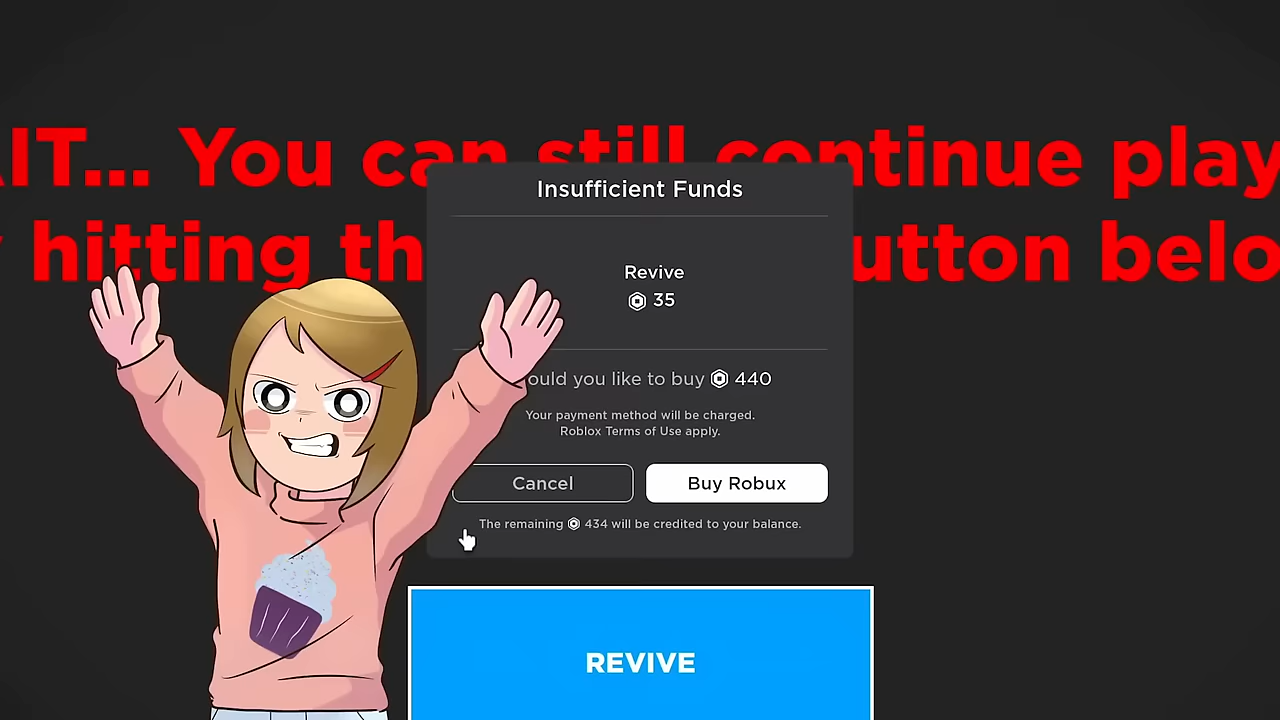 IT... You can still continue play
hitting th utton belo
Insufficient Funds
Revive
35
ould you like to buy 440
Your payment method will be charged.
Roblox Terms of Use apply.
Cancel
Buy Robux
The remaining 434 will be credited to your balance.
REVIVE